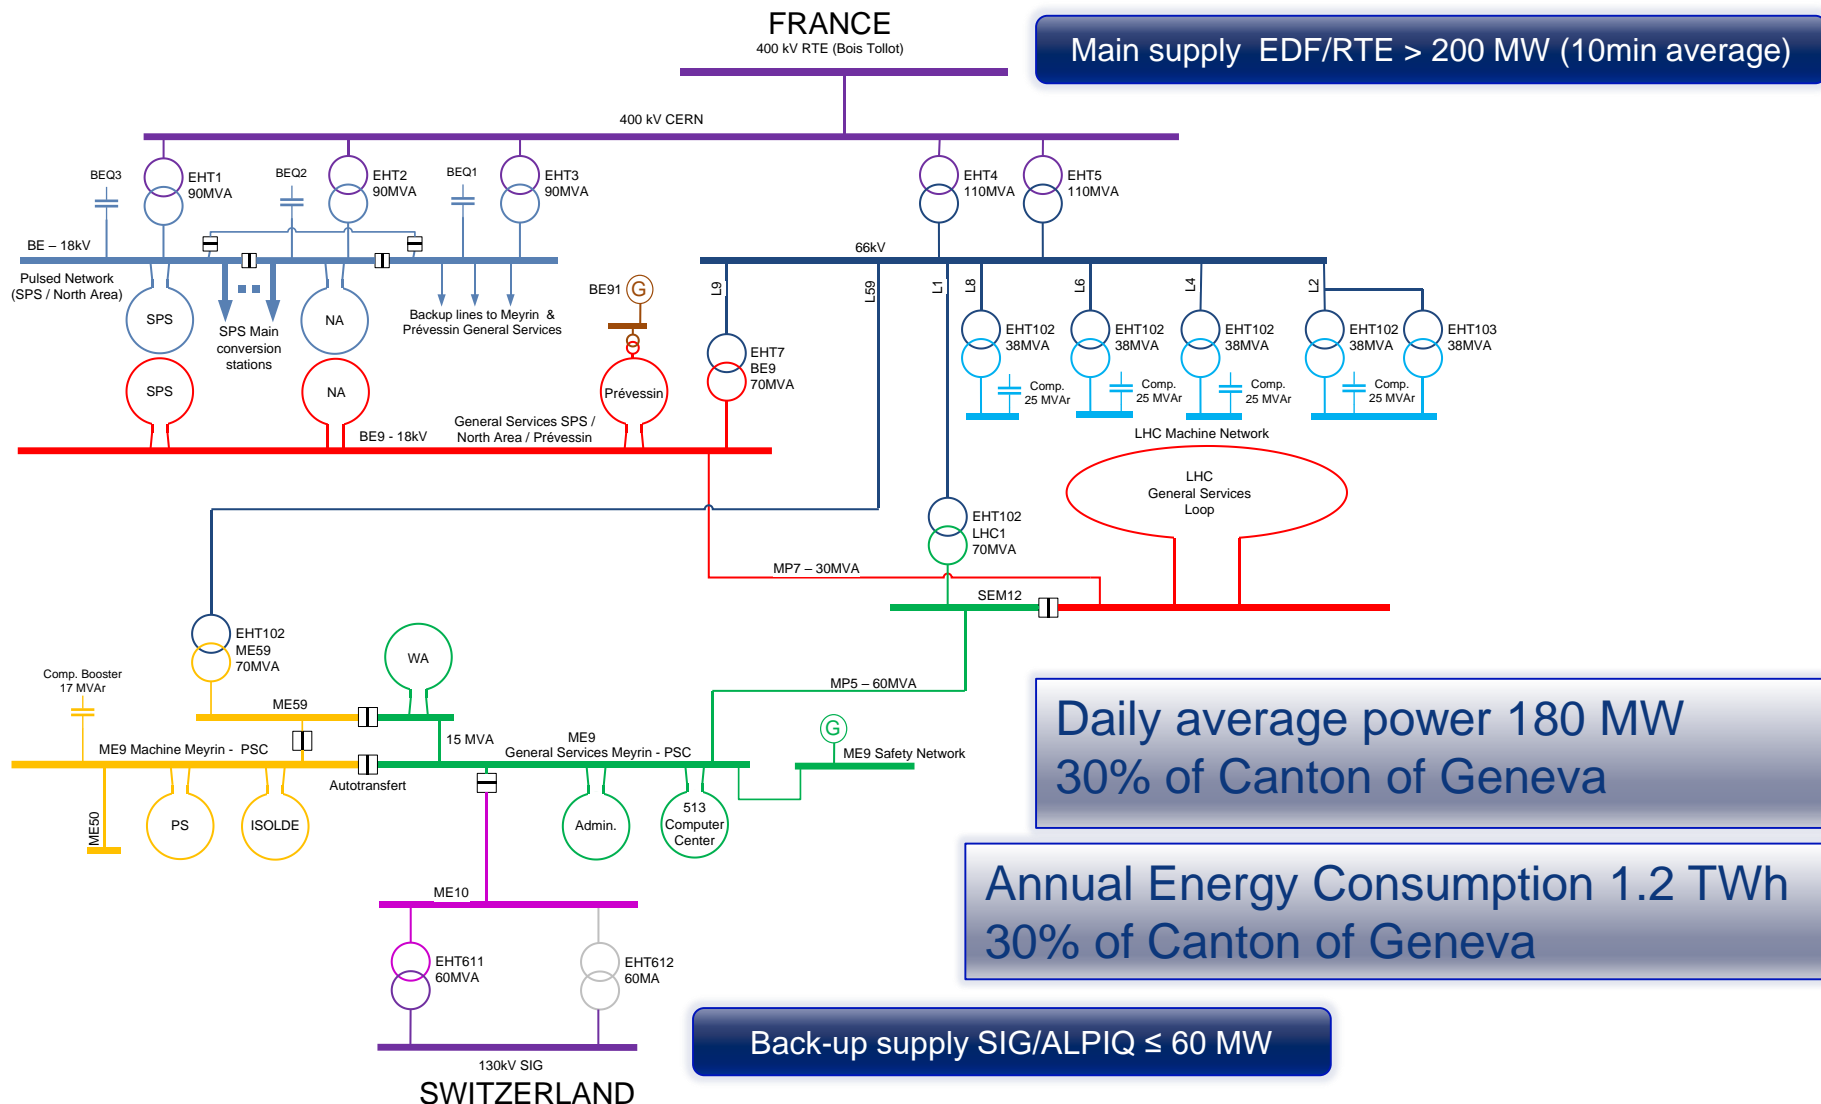 FRANCE
400 kV RTE (Bois Tollot)
Main supply EDF/RTE > 200 MW (10min average)
400 kV CERN
BEQ3
EHT1
90MVA
BEQ2
EHT2
90MVA
BEQ1
EHT3
90MVA
EHT4
110MVA
EHT5
110MVA
BE – 18kV
66kV
Pulsed Network
(SPS / North Area)
SPS
SPS Main
conversion
stations
NA
Backup lines to Meyrin &
Prévessin General Services
BE91
G
L9
L59
L1
L8
L6
L4
L2
EHT102
38MVA
EHT102
38MVA
EHT102
38MVA
EHT102
38MVA
EHT103
38MVA
EHT7
BE9
70MVA
Comp.
25 MVAr
Comp.
25 MVAr
Comp.
25 MVAr
Comp.
25 MVAr
SPS
NA
Prévessin
General Services SPS /
North Area / Prévessin
BE9 - 18kV
LHC Machine Network
LHC
General Services
Loop
EHT102
LHC1
70MVA
MP7 – 30MVA
SEM12
EHT102
ME59
70MVA
WA
Comp. Booster
17 MVAr
ME59
MP5 – 60MVA
15 MVA
ME9 Machine Meyrin - PSC
ME9
General Services Meyrin - PSC
G
ME9 Safety Network
Autotransfert
ME50
PS
ISOLDE
Admin.
513
Computer
Center
Daily average power 180 MW
30% of Canton of Geneva
Annual Energy Consumption 1.2 TWh
30% of Canton of Geneva
ME10
EHT611
60MVA
EHT612
60MA
Back-up supply SIG/ALPIQ ≤ 60 MW
130kV SIG
SWITZERLAND